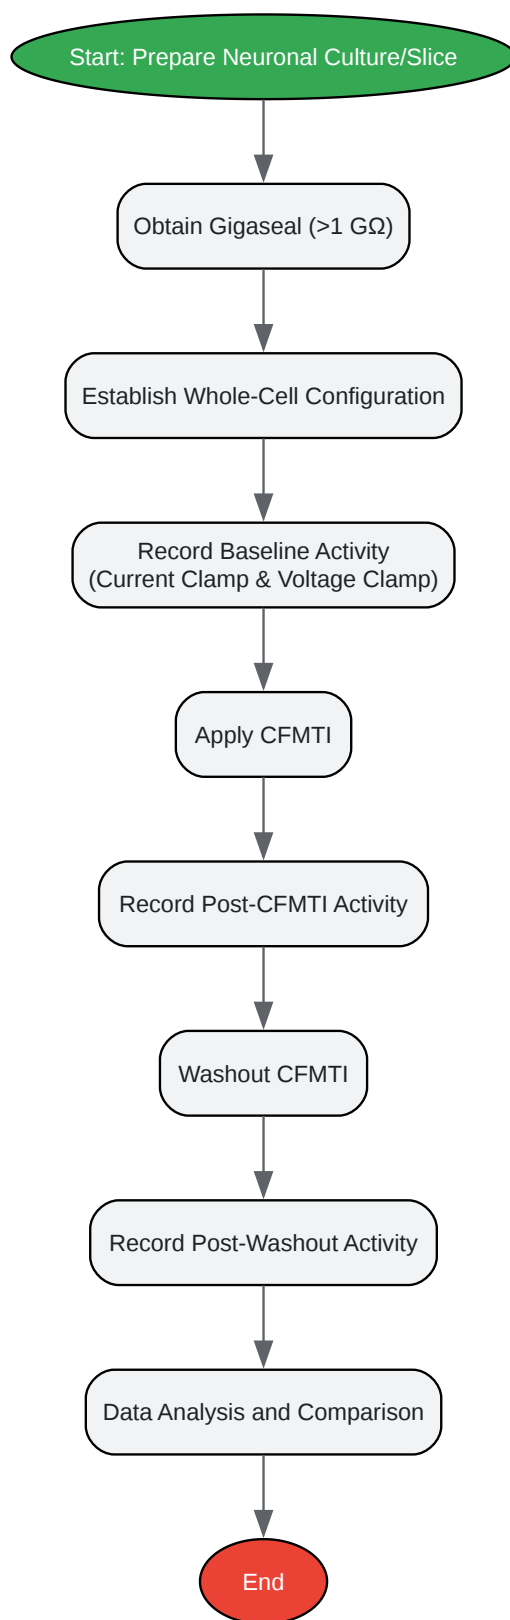 Start: Prepare Neuronal Culture/Slice
Obtain Gigaseal (>1 GΩ)
Establish Whole-Cell Configuration
Record Baseline Activity
(Current Clamp & Voltage Clamp)
Apply CFMTI
Record Post-CFMTI Activity
Washout CFMTI
Record Post-Washout Activity
Data Analysis and Comparison
End